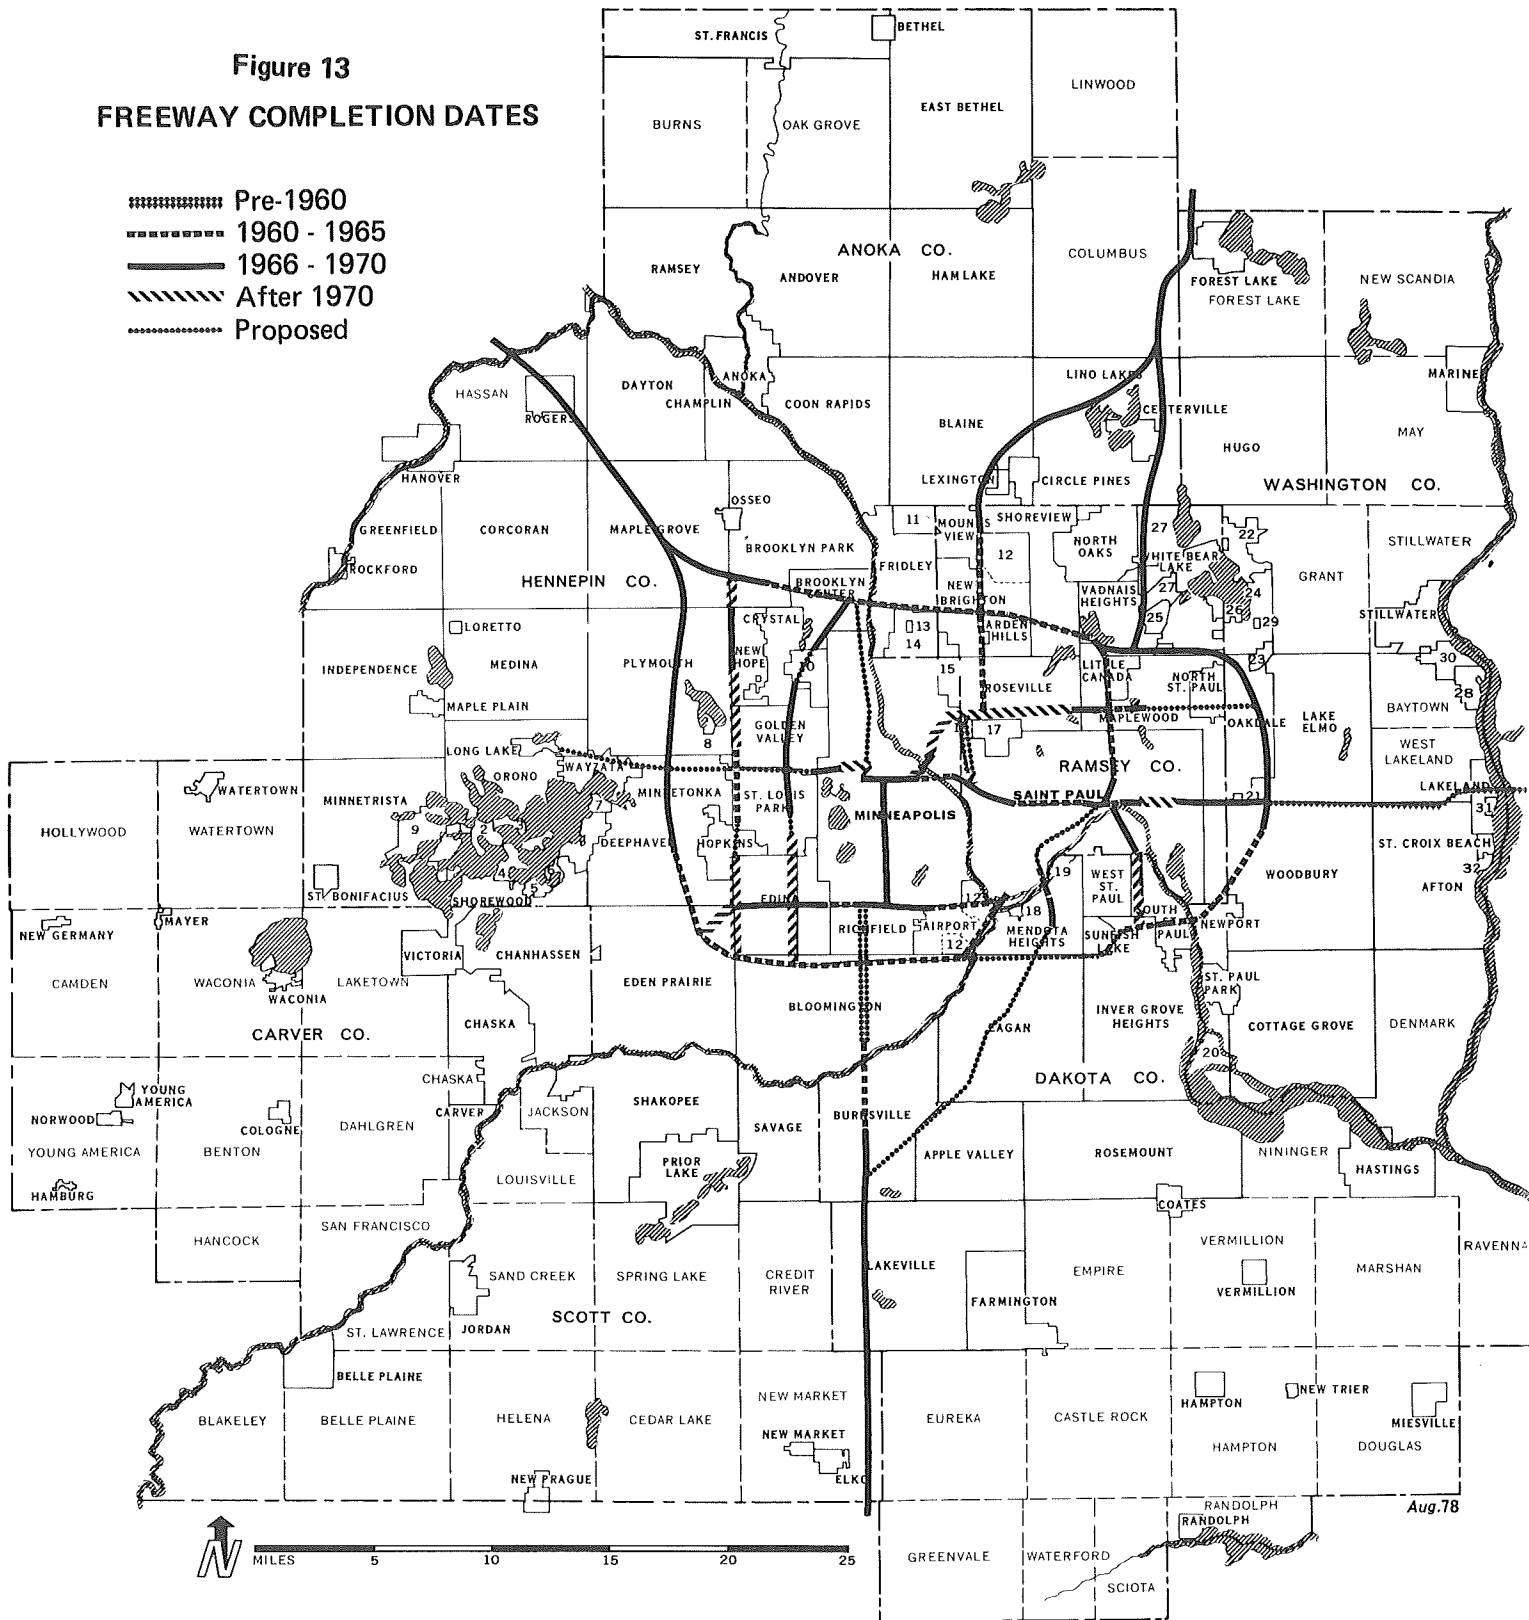 Figure 13
FREEWAY COMPLETION DATES
Pre-1960
1960 - 1965
1966 - 1970
After 1970
Proposed
ST. FRANCIS
BETHEL
LINWOOD
EAST BETHEL
BURNS
OAK GROVE
ANOKA CO.
COLUMBUS
RAMSEY
ANDOVER
HAM LAKE
FOREST LAKE
FOREST LAKE
NEW SCANDIA
HASSAN
DAYTON
ANOKA
LINO LAKES
MARINE
CHAMPLIN
COON RAPIDS
CENTERVILLE
ROGERS
BLAINE
MAY
HUGO
HANOVER
LEXINGTON
CIRCLE PINES
WASHINGTON CO.
OSSEO
GREENFIELD
CORCORAN
MAPLE GROVE
11
MOUNDS
VIEW
SHOREVIEW
27
22
BROOKLYN PARK
12
NORTH
OAKS
STILLWATER
ROCKFORD
FRIDLEY
WHITE BEAR
LAKE
HENNEPIN CO.
BROOKLYN
CENTER
NEW
BRIGHTON
VADNAIS
HEIGHTS
27
24
GRANT
26
STILLWATER
LORETTO
CRYSTAL
13
ARDEN
HILLS
25
29
14
INDEPENDENCE
MEDINA
PLYMOUTH
NEW
HOPE
10
15
LITTLE
CANADA
23
30
ROSEVILLE
NORTH
ST. PAUL
28
MAPLE PLAIN
BAYTOWN
8
GOLDEN
VALLEY
17
MAPLEWOOD
OAKDALE
LAKE
ELMO
LONG LAKE
WEST
LAKELAND
WAYZATA
ORONO
RAMSEY CO.
WATERTOWN
MINNETRISTA
7
MINNETONKA
ST. LOUIS
PARK
SAINT PAUL
21
LAKELAND
31
HOLLYWOOD
WATERTOWN
9
2
MINNEAPOLIS
DEEPHAVEN
HOPKINS
ST. CROIX BEACH
4
6
5
19
WEST
ST.
PAUL
WOODBURY
32
AFTON
ST. BONIFACIUS
SHOREWOOD
EDINA
12
18
SOUTH
ST.
PAUL
NEW GERMANY
MAYER
RICHFIELD
AIRPORT
12
MENDOTA
HEIGHTS
SUNFISH
LAKE
NEWPORT
VICTORIA
CHANHASSEN
CAMDEN
WACONIA
LAKETOWN
EDEN PRAIRIE
ST. PAUL
PARK
WACONIA
BLOOMINGTON
CARVER CO.
CHASKA
EAGAN
INVER GROVE
HEIGHTS
COTTAGE GROVE
DENMARK
20
CHASKA
DAKOTA CO.
YOUNG
AMERICA
NORWOOD
CARVER
JACKSON
SHAKOPEE
BURNSVILLE
COLOGNE
DAHLGREN
SAVAGE
YOUNG AMERICA
BENTON
PRIOR
LAKE
APPLE VALLEY
ROSEMOUNT
NININGER
HASTINGS
HAMBURG
LOUISVILLE
COATES
SAN FRANCISCO
HANCOCK
VERMILLION
RAVENNA
SAND CREEK
SPRING LAKE
CREDIT
RIVER
LAKEVILLE
EMPIRE
MARSHAN
VERMILLION
FARMINGTON
SCOTT CO.
ST. LAWRENCE
JORDAN
BELLE PLAINE
NEW MARKET
HAMPTON
NEW TRIER
BLAKELEY
BELLE PLAINE
HELENA
CEDAR LAKE
EUREKA
CASTLE ROCK
MIESVILLE
NEW MARKET
HAMPTON
DOUGLAS
NEW PRAGUE
ELKO
RANDOLPH
RANDOLPH
Aug.78
N
MILES
5
10
15
20
25
GREENVALE
WATERFORD
SCIOTA